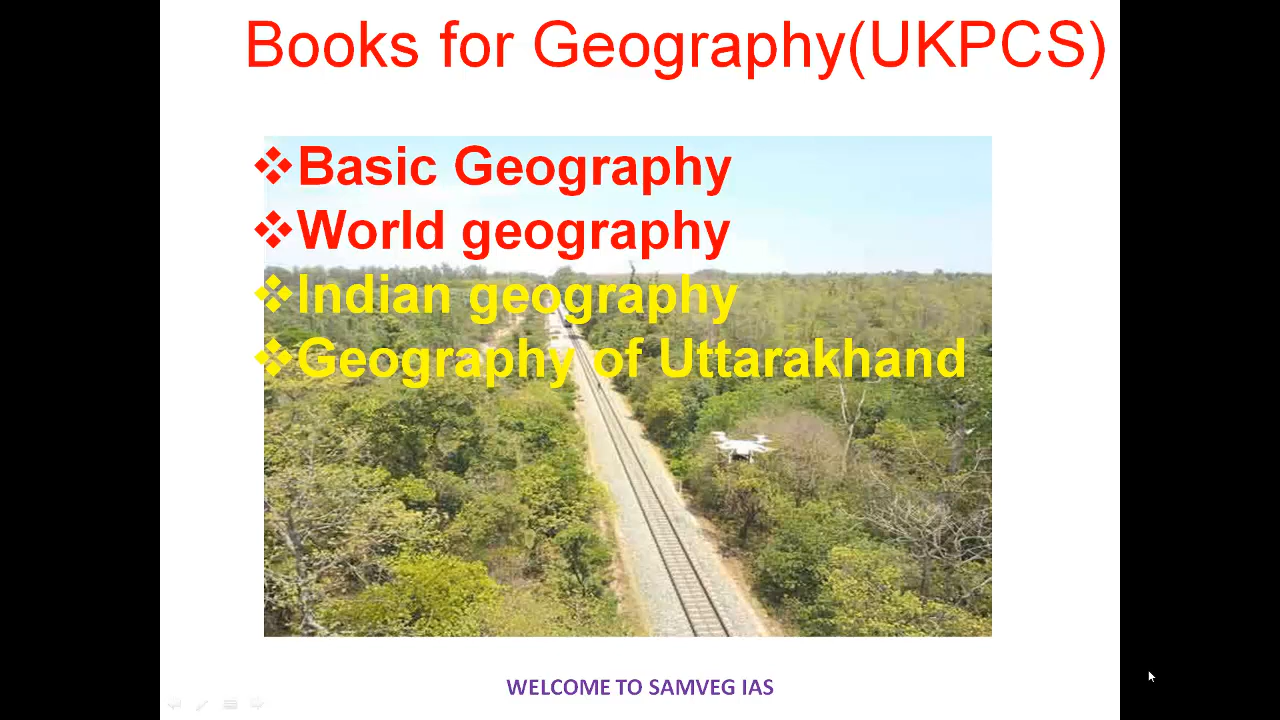 Books for Geography(UKPCS)
❖Basic Geography
❖World geography
❖Indian geography
❖Geography of Uttarakhand
WELCOME TO SAMVEG IAS